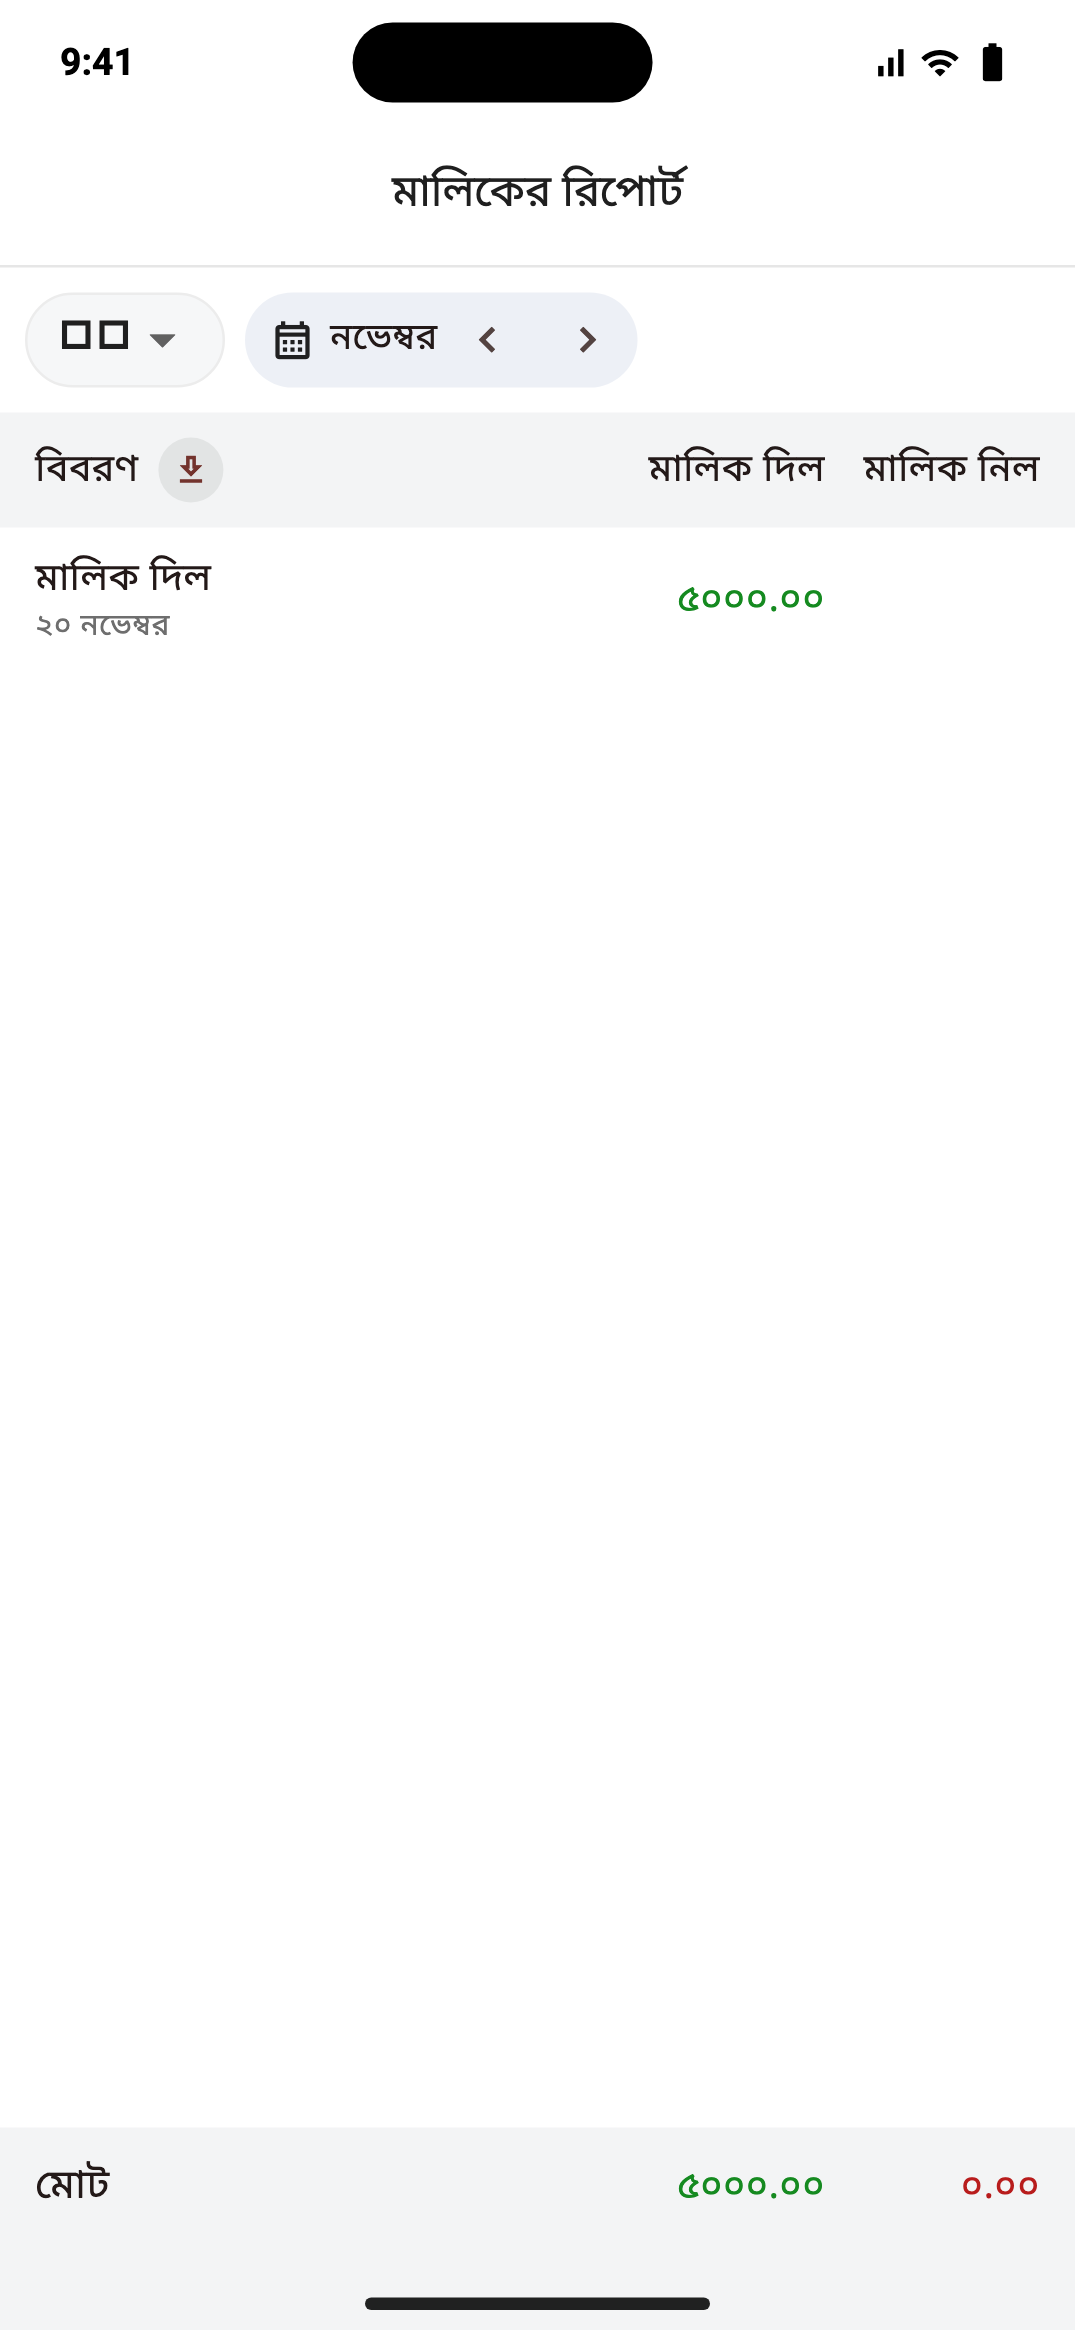 9:41
মালিকের রিপোর্ট
নভেম্বর
বিবরণ মালিক দিল মালিক নিল
মালিক দিল
২০ নভেম্বর
৫০০০.০০
মোট ৫০০০.০০ ০.০০